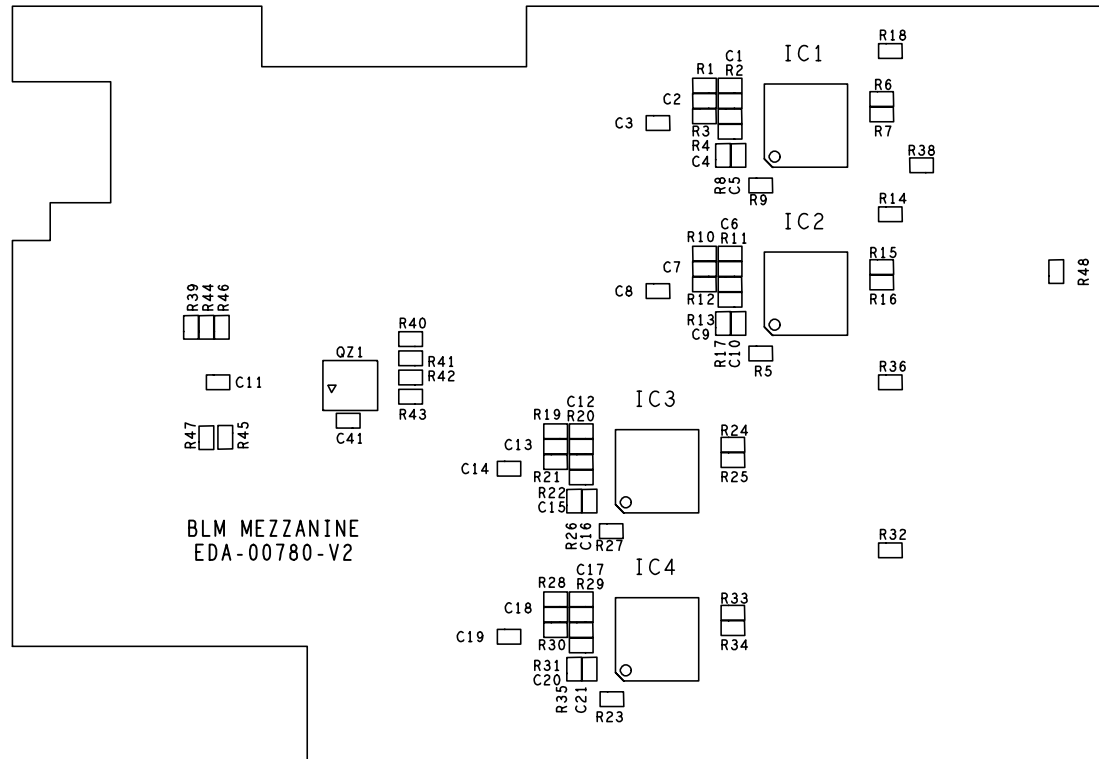 R18
IC1
C1
R1 R2
R6
C2
C3
R3
R7
R4
C4
R38
R8
C5
R9
R14
IC2
C6
R10 R11
R15
C7
C8
R12
R16
R48
R13
C9
R17
C10
R5
R39
R44
R46
R40
QZ1
R41
R42
C11
R36
R43
C41
R47
R45
IC3
C12
R19 R20
R24
C13
C14
R21
R25
R22
C15
R26
C16
R27
BLM MEZZANINE
EDA-00780-V2
R32
IC4
C17
R28 R29
R33
C18
C19
R30
R34
R31
C20
R35
C21
R23